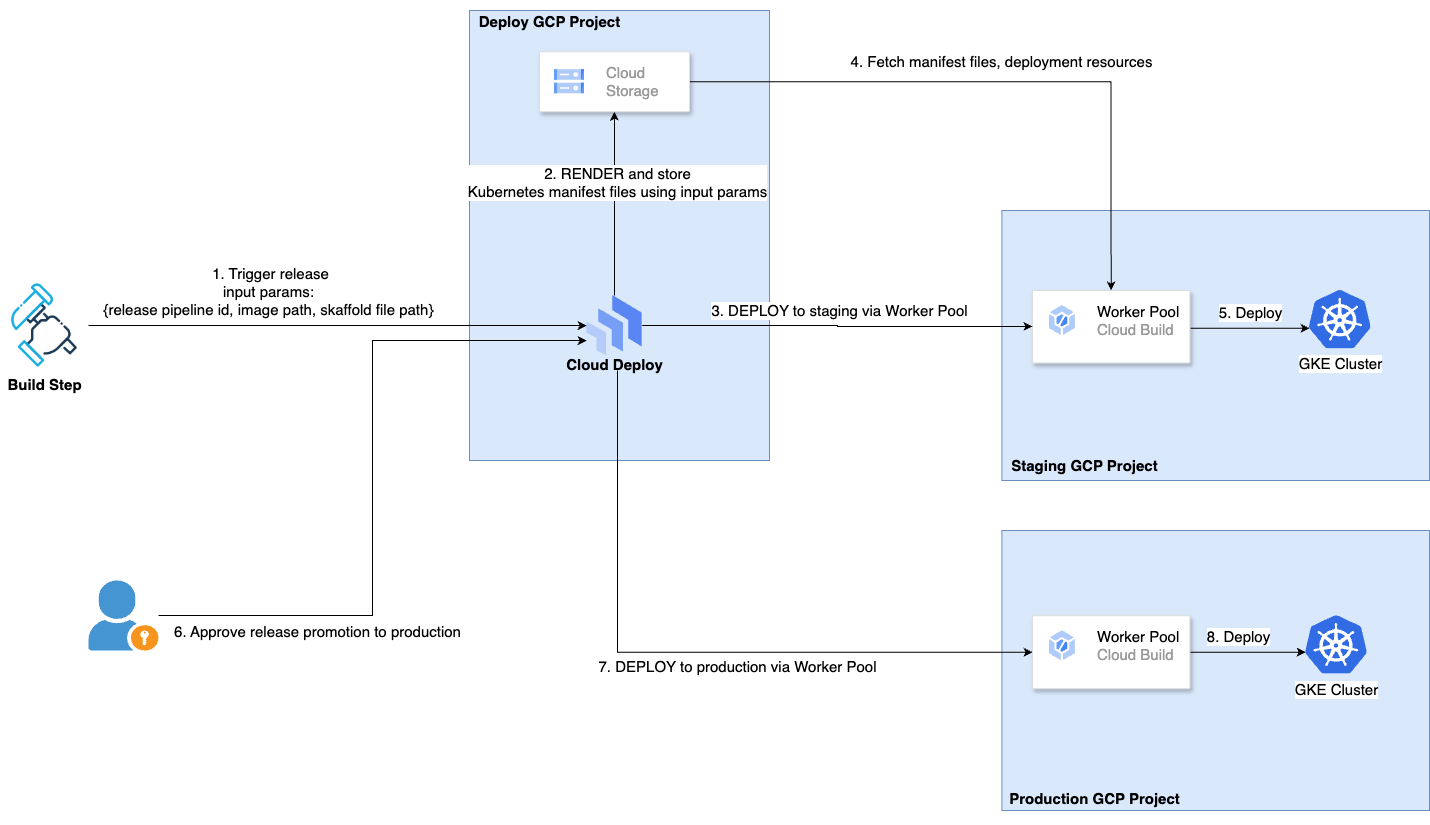 Deploy GCP Project
Cloud
Storage
4. Fetch manifest files, deployment resources
2. RENDER and store
Kubernetes manifest files using input params
1. Trigger release
input params:
{release pipeline id, image path, skaffold file path}
3. DEPLOY to staging via Worker Pool
Worker Pool
Cloud Build
5. Deploy
GKE Cluster
Cloud Deploy
Build Step
Staging GCP Project
6. Approve release promotion to production
7. DEPLOY to production via Worker Pool
Worker Pool
Cloud Build
8. Deploy
GKE Cluster
Production GCP Project